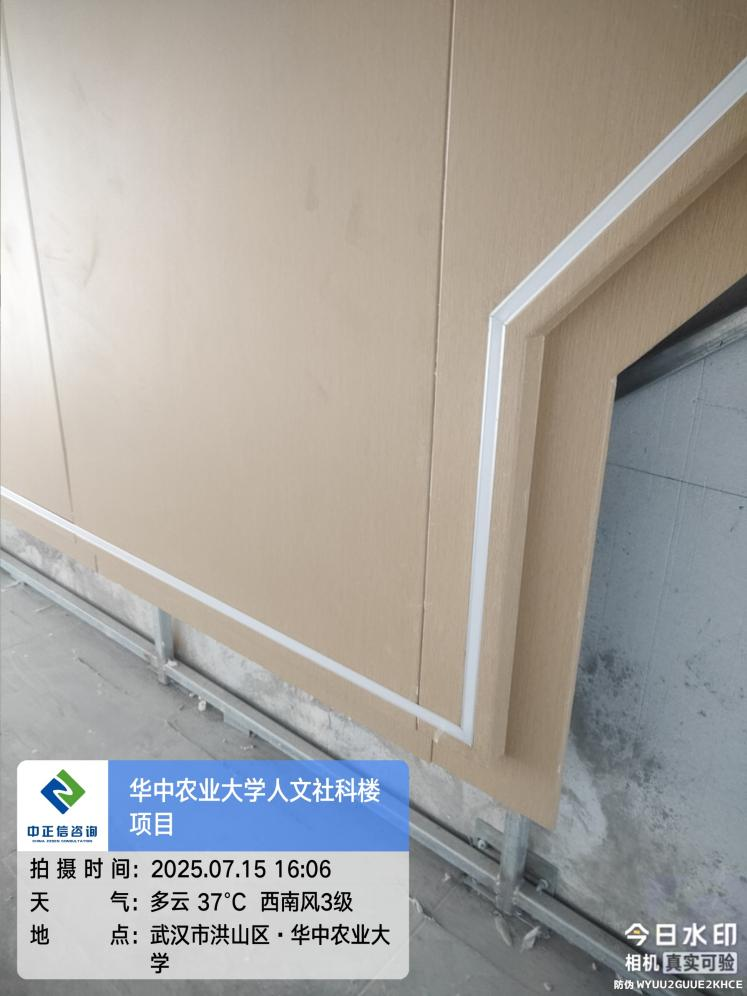 华中农业大学人文社科楼
项目
中正信咨询
CHINA ZEXIN CONSULTATION
拍摄时间：2025.07.15 16:06
天气：多云 37°C 西南风3级
地点：武汉市洪山区·华中农业大
学
今日水印
相机真实可验
防伪 WYUU2GUUE2KHCE